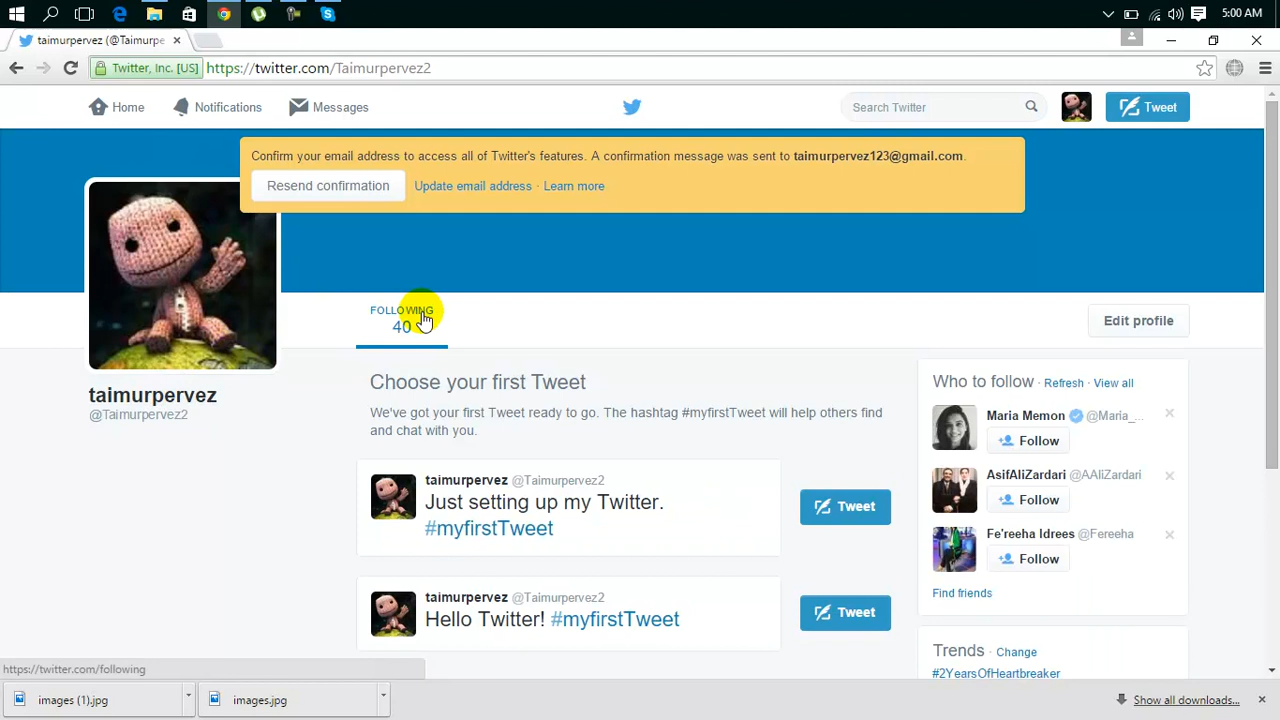 5:00 AM
taimurpervez (@Taimurpe
Twitter, Inc. [US] https://twitter.com/Taimurpervez2
Home Notifications Messages Search Twitter Tweet
Confirm your email address to access all of Twitter's features. A confirmation message was sent to taimurpervez123@gmail.com.
Resend confirmation Update email address · Learn more
FOLLOWING
40
Edit profile
taimurpervez
@Taimurpervez2
Choose your first Tweet
We've got your first Tweet ready to go. The hashtag #myfirstTweet will help others find
and chat with you.
taimurpervez @Taimurpervez2
Just setting up my Twitter.
#myfirstTweet
Tweet
taimurpervez @Taimurpervez2
Hello Twitter! #myfirstTweet
Tweet
Who to follow · Refresh · View all
Maria Memon @Maria_...
Follow
AsifAliZardari @AAliZardari
Follow
Fe'reeha Idrees @Fereeha
Follow
Find friends
Trends · Change
#2YearsOfHeartbreaker
https://twitter.com/following
images (1).jpg images.jpg Show all downloads...